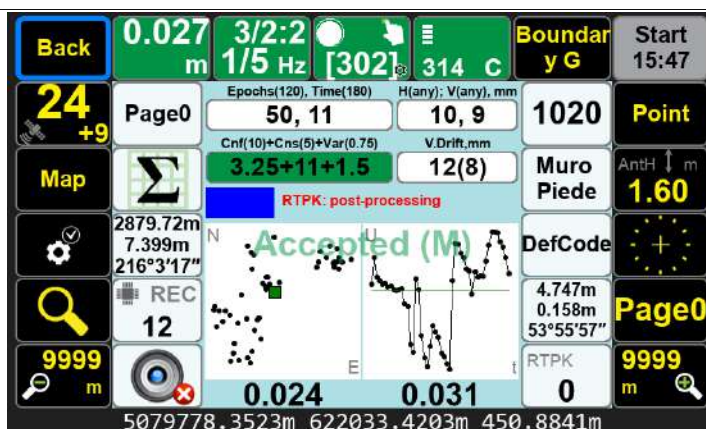 Back
0.027
m
3/2:2
1/5 Hz
[302]
314 C
Boundar
y G
Start
15:47
24
+9
Page0
Epochs(120), Time(180)
50, 11
H(any); V(any), mm
10, 9
1020
Point
Map
Σ
Cnf(10)+Cns(5)+Var(0.75)
3.25+11+1.5
V.Drift,mm
12(8)
Muro
Piede
AntH m
1.60
RTPK: post-processing
2879.72m
7.399m
216°3'17"
Accepted (M)
N
E
U
t
DefCode
REC
12
4.747m
0.158m
53°55'57"
Page0
9999
m
0.024
0.031
RTPK
0
9999
m
5079778.3523m 622033.4203m 450.8841m